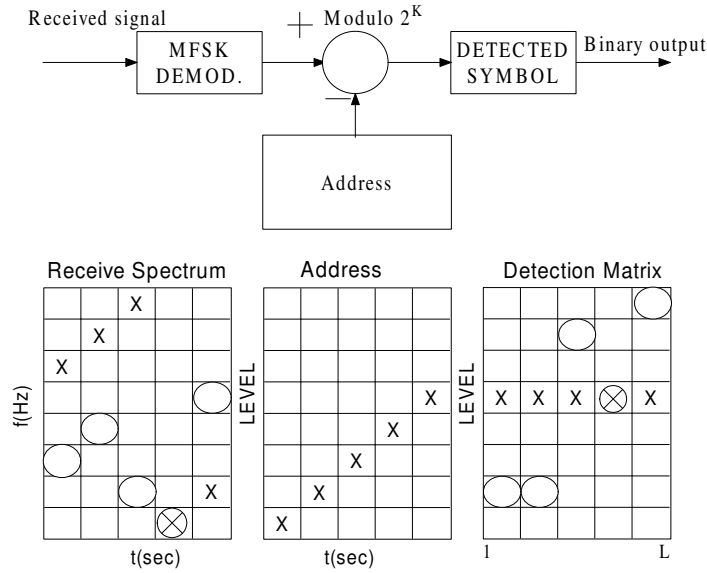 Received signal
+
Modulo 2^K
MFSK
DEMOD.
DETECTED
SYMBOL
Binary output
—
Address
Receive Spectrum
Address
Detection Matrix
f(Hz)
X
X
X
X
t(sec)
LEVEL
X
X
X
X
X
t(sec)
LEVEL
X X X X
1
L